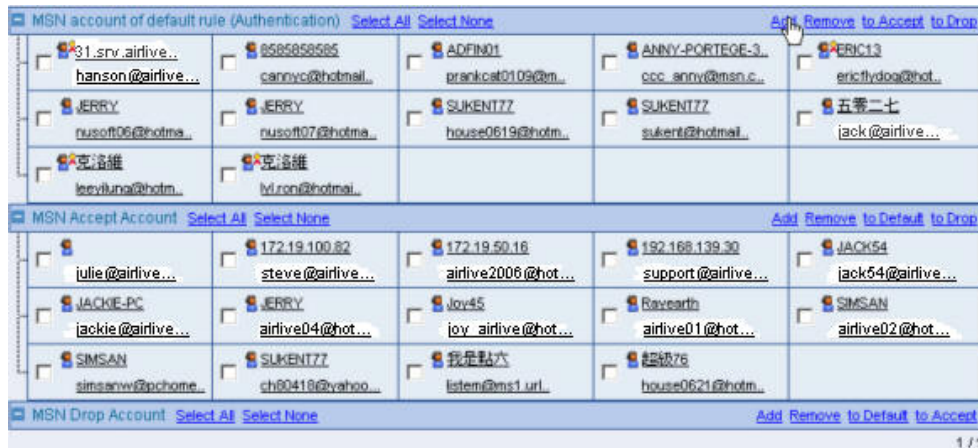 MSN account of default rule (Authentication) Select All Select None Add Remove to Accept to Drop
31.srv.airlive.. 8585858585 ADFIN01 ANNY-PORTEGE-3.. ERIC13
hanson@airlive... cannyc@hotmail.. prankcat0109@m.. ccc_anny@msn.c.. ericflydog@hot..
JERRY JERRY SUKENT77 SUKENT77 五零二七
nusoft06@hotma.. nusoft07@hotma.. house0619@hotm.. sukent@hotmail.. jack@airlive...
克洛維 克洛維
leeyilung@hotm.. lyl.ron@hotmai..
MSN Accept Account Select All Select None Add Remove to Default to Drop
172.19.100.82 172.19.50.16 192.168.139.30 JACK54
julie@airlive... steve@airlive... airlive2006@hot... support@airlive... jack54@airlive...
JACKIE-PC JERRY Joy45 Rayearth SIMSAN
jackie@airlive... airlive04@hot... joy_airlive@hot... airlive01@hot... airlive02@hot...
SIMSAN SUKENT77 我是點六 超級76
simsanw@pchome.. ch80418@yahoo... listem@ms1.url.. house0621@hotm..
MSN Drop Account Select All Select None Add Remove to Default to Accept